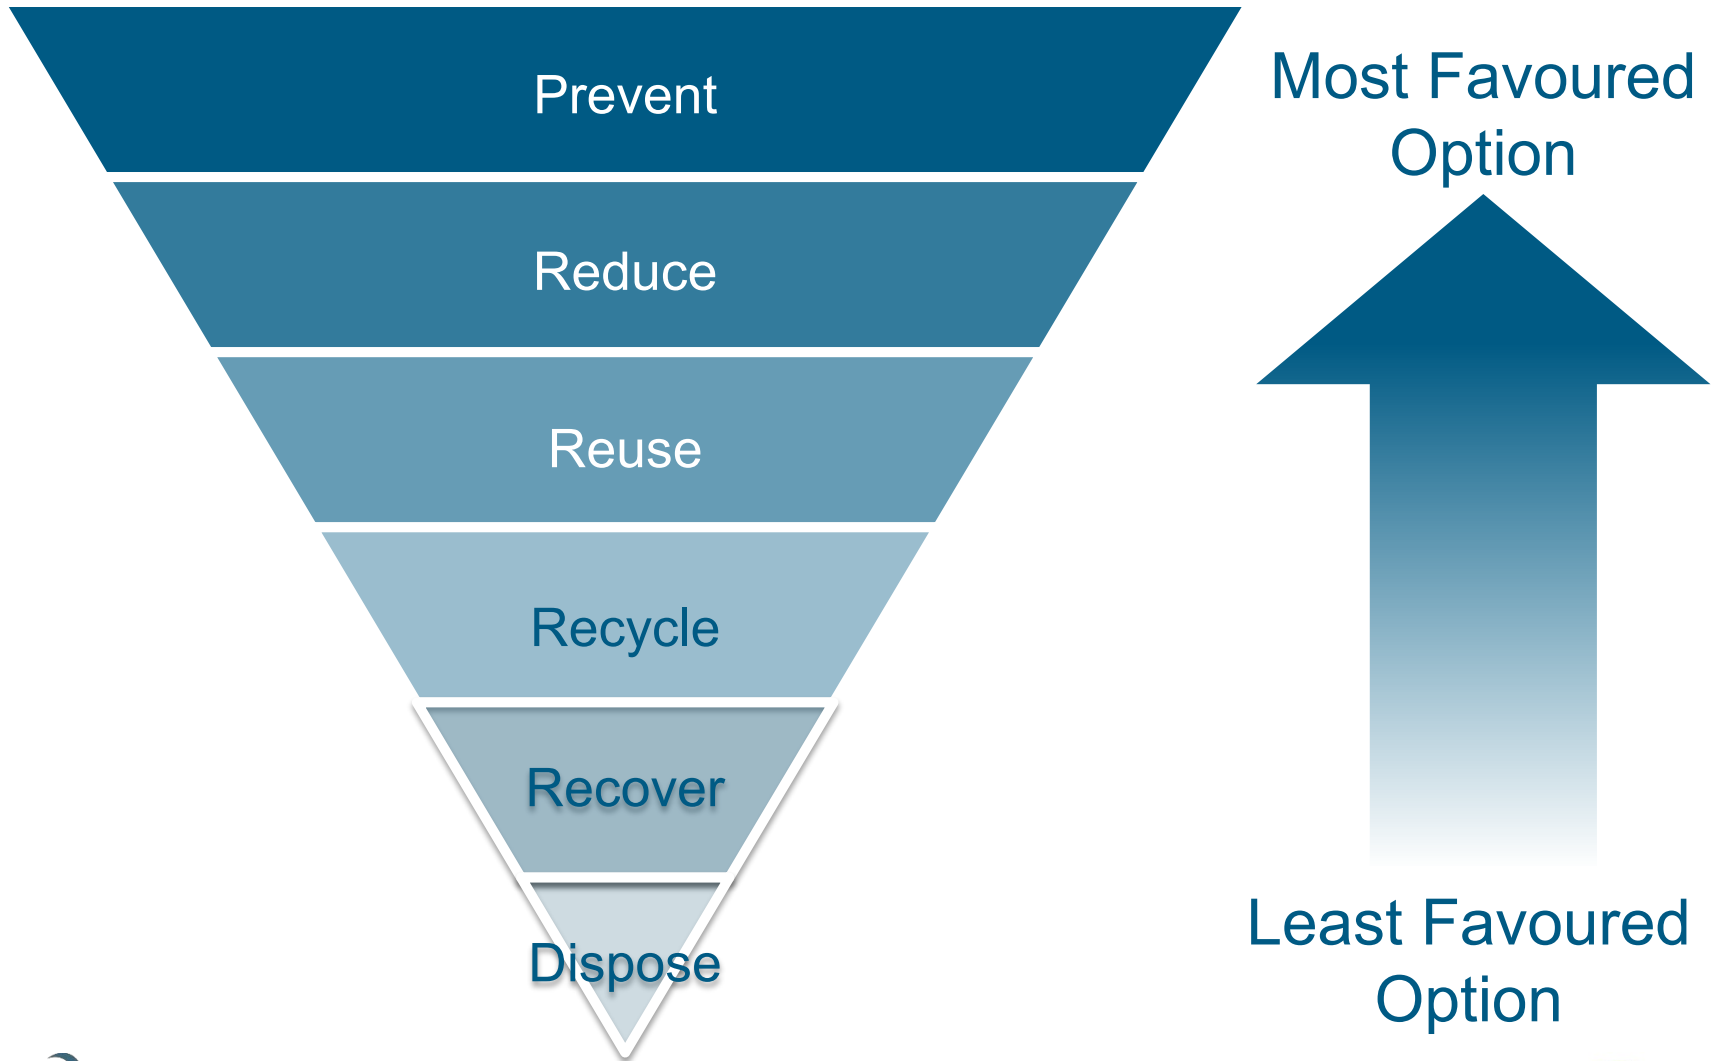 Prevent
Reduce
Reuse
Recycle
Recover
Dispose
Most Favoured
Option
Least Favoured
Option